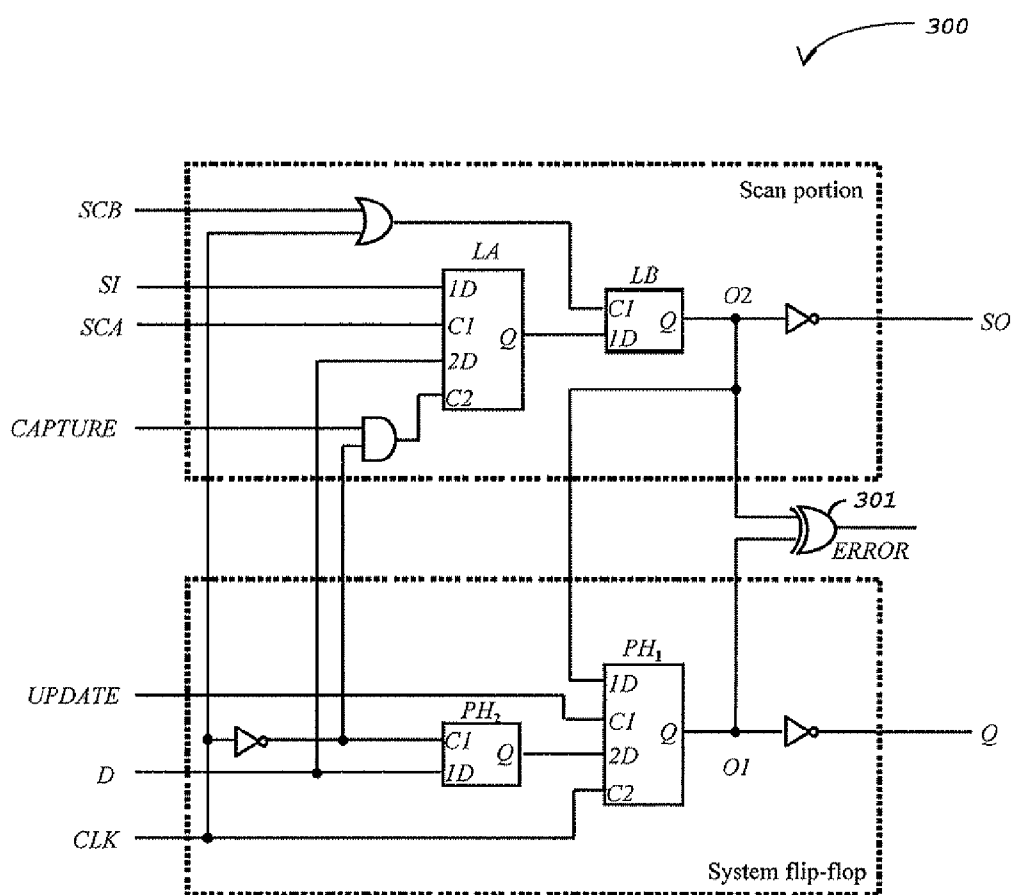 300
Scan portion
SCB
LA
LB
SI
1D
C1
O2
SCA
C1
Q
1D
Q
SO
2D
C2
CAPTURE
301
ERROR
PH1
1D
UPDATE
PH2
C1
C1
Q
2D
Q
Q
D
1D
O1
C2
CLK
System flip-flop